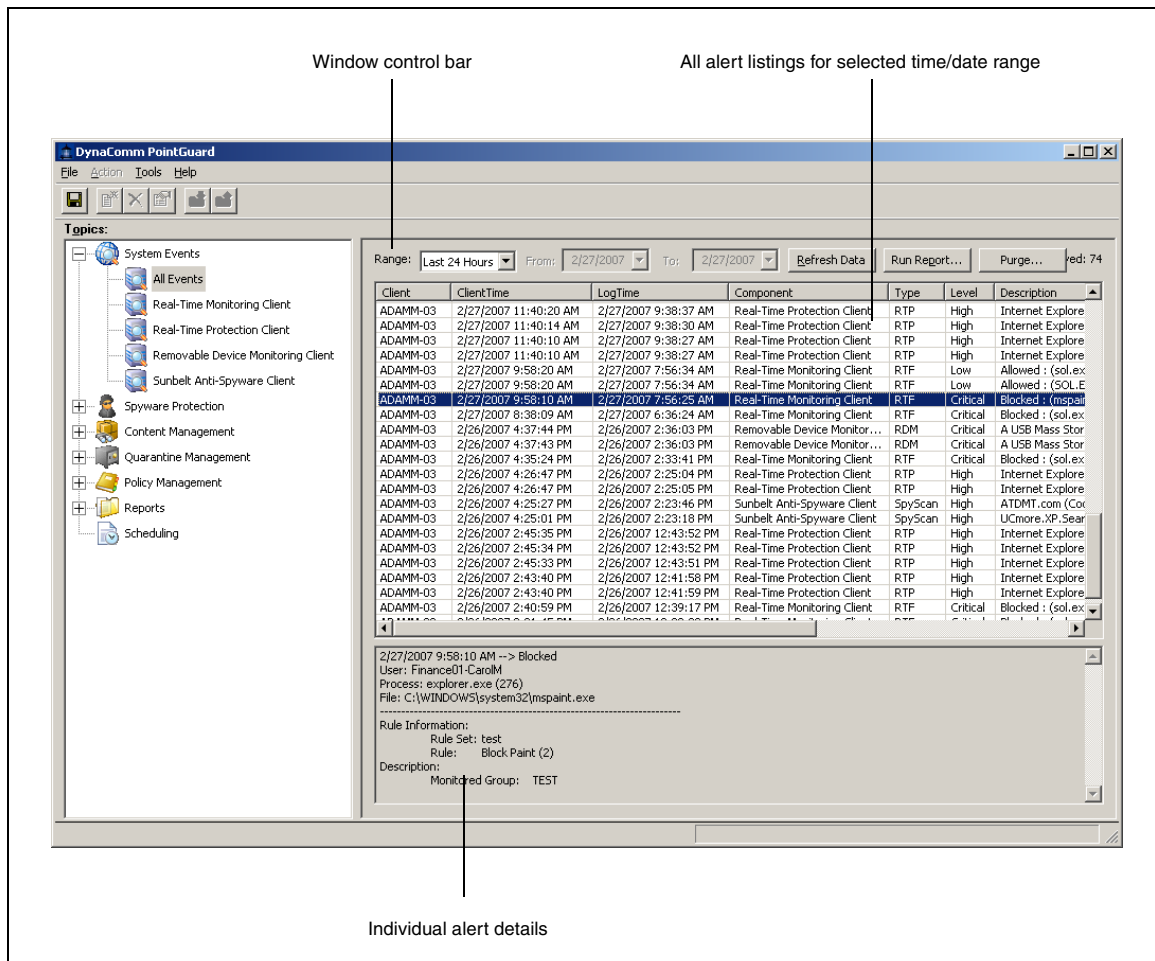 Window control bar
All alert listings for selected time/date range
DynaComm PointGuard
File Action Tools Help
Topics:
System Events
All Events
Real-Time Monitoring Client
Real-Time Protection Client
Removable Device Monitoring Client
Sunbelt Anti-Spyware Client
Spyware Protection
Content Management
Quarantine Management
Policy Management
Reports
Scheduling
Range: Last 24 Hours From: 2/27/2007 To: 2/27/2007 Refresh Data Run Report... Purge... ved: 74
Client ClientTime LogTime Component Type Level Description
ADAMM-03 2/27/2007 11:40:20 AM 2/27/2007 9:38:37 AM Real-Time Protection Client RTP High Internet Explore
ADAMM-03 2/27/2007 11:40:14 AM 2/27/2007 9:38:30 AM Real-Time Protection Client RTP High Internet Explore
ADAMM-03 2/27/2007 11:40:10 AM 2/27/2007 9:38:27 AM Real-Time Protection Client RTP High Internet Explore
ADAMM-03 2/27/2007 11:40:10 AM 2/27/2007 9:38:27 AM Real-Time Protection Client RTP High Internet Explore
ADAMM-03 2/27/2007 9:58:20 AM 2/27/2007 7:56:34 AM Real-Time Monitoring Client RTF Low Allowed : (sol.ex
ADAMM-03 2/27/2007 9:58:20 AM 2/27/2007 7:56:34 AM Real-Time Monitoring Client RTF Low Allowed : (SOL.E
ADAMM-03 2/27/2007 9:58:10 AM 2/27/2007 7:56:25 AM Real-Time Monitoring Client RTF Critical Blocked : (mspain
ADAMM-03 2/27/2007 8:38:09 AM 2/27/2007 6:36:24 AM Real-Time Monitoring Client RTF Critical Blocked : (sol.ex
ADAMM-03 2/26/2007 4:37:44 PM 2/26/2007 2:36:03 PM Removable Device Monitor... RDM Critical A USB Mass Stor
ADAMM-03 2/26/2007 4:37:43 PM 2/26/2007 2:36:03 PM Removable Device Monitor... RDM Critical A USB Mass Stor
ADAMM-03 2/26/2007 4:35:24 PM 2/26/2007 2:33:41 PM Real-Time Monitoring Client RTF Critical Blocked : (sol.ex
ADAMM-03 2/26/2007 4:26:47 PM 2/26/2007 2:25:04 PM Real-Time Protection Client RTP High Internet Explore
ADAMM-03 2/26/2007 4:26:47 PM 2/26/2007 2:25:05 PM Real-Time Protection Client RTP High Internet Explore
ADAMM-03 2/26/2007 4:25:27 PM 2/26/2007 2:23:46 PM Sunbelt Anti-Spyware Client SpyScan High ATDMT.com (Coo
ADAMM-03 2/26/2007 4:25:01 PM 2/26/2007 2:23:18 PM Sunbelt Anti-Spyware Client SpyScan High UCmore.XP.Sear
ADAMM-03 2/26/2007 2:45:35 PM 2/26/2007 12:43:52 PM Real-Time Protection Client RTP High Internet Explore
ADAMM-03 2/26/2007 2:45:34 PM 2/26/2007 12:43:52 PM Real-Time Protection Client RTP High Internet Explore
ADAMM-03 2/26/2007 2:45:33 PM 2/26/2007 12:43:51 PM Real-Time Protection Client RTP High Internet Explore
ADAMM-03 2/26/2007 2:43:40 PM 2/26/2007 12:41:58 PM Real-Time Protection Client RTP High Internet Explore
ADAMM-03 2/26/2007 2:43:40 PM 2/26/2007 12:41:59 PM Real-Time Protection Client RTP High Internet Explore
ADAMM-03 2/26/2007 2:40:59 PM 2/26/2007 12:39:17 PM Real-Time Monitoring Client RTF Critical Blocked : (sol.ex
2/27/2007 9:58:10 AM --> Blocked
User: Finance01-CarolM
Process: explorer.exe (276)
File: C:\WINDOWS\system32\mspaint.exe
---------------------------------------------------------------------------
Rule Information:
Rule Set: test
Rule: Block Paint (2)
Description:
Monitored Group: TEST
Individual alert details